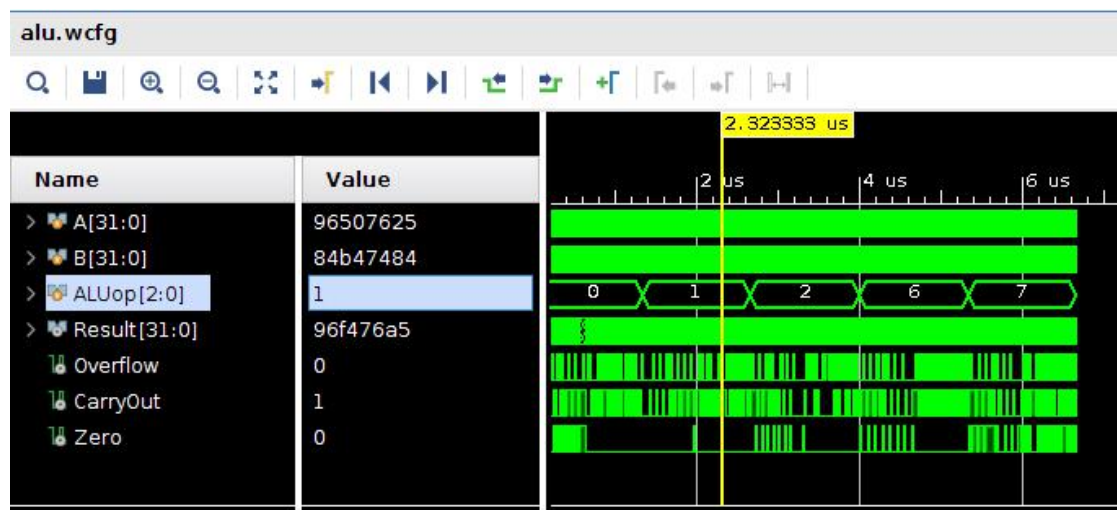 alu.wcfg
2.323333 us
Name Value 2 us 4 us 6 us
A[31:0] 96507625
B[31:0] 84b47484
ALUop[2:0] 1 0 1 2 6 7
Result[31:0] 96f476a5
Overflow 0
CarryOut 1
Zero 0